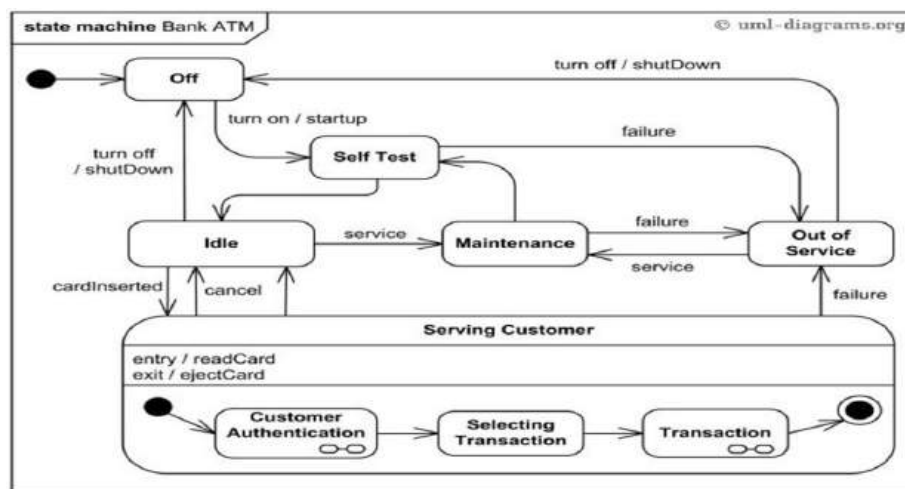 state machine Bank ATM
© uml-diagrams.org
Off
turn off / shutDown
turn on / startup
failure
turn off
/ shutDown
Self Test
Idle
service
Maintenance
failure
service
Out of
Service
cardInserted
cancel
failure
Serving Customer
entry / readCard
exit / ejectCard
Customer
Authentication
Selecting
Transaction
Transaction